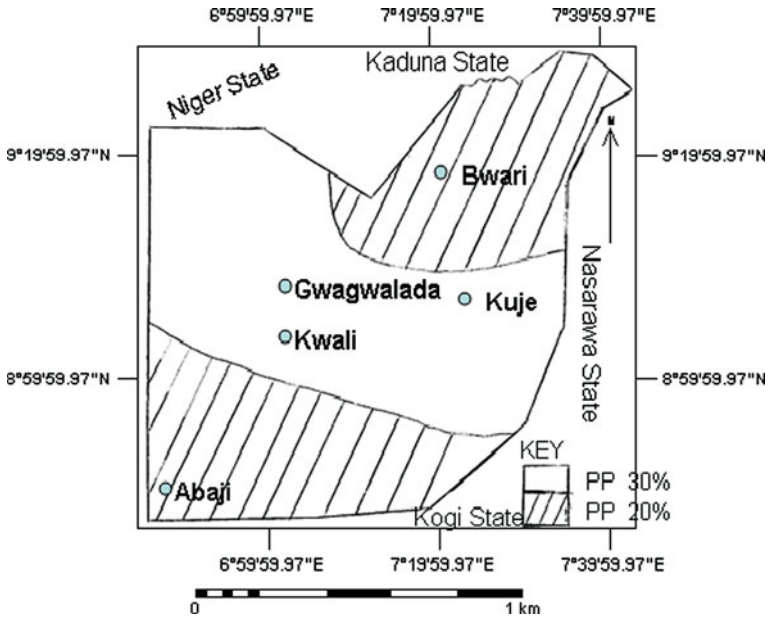 6°59'59.97"E 7°19'59.97"E 7°39'59.97"E
Kaduna State
Niger State
N
9°19'59.97"N 9°19'59.97"N
Bwari
Nasarawa State
Gwagwalada
Kuje
Kwali
8°59'59.97"N 8°59'59.97"N
KEY
PP 30%
Abaji
PP 20%
Kogi State
6°59'59.97"E 7°19'59.97"E 7°39'59.97"E
0 1 km